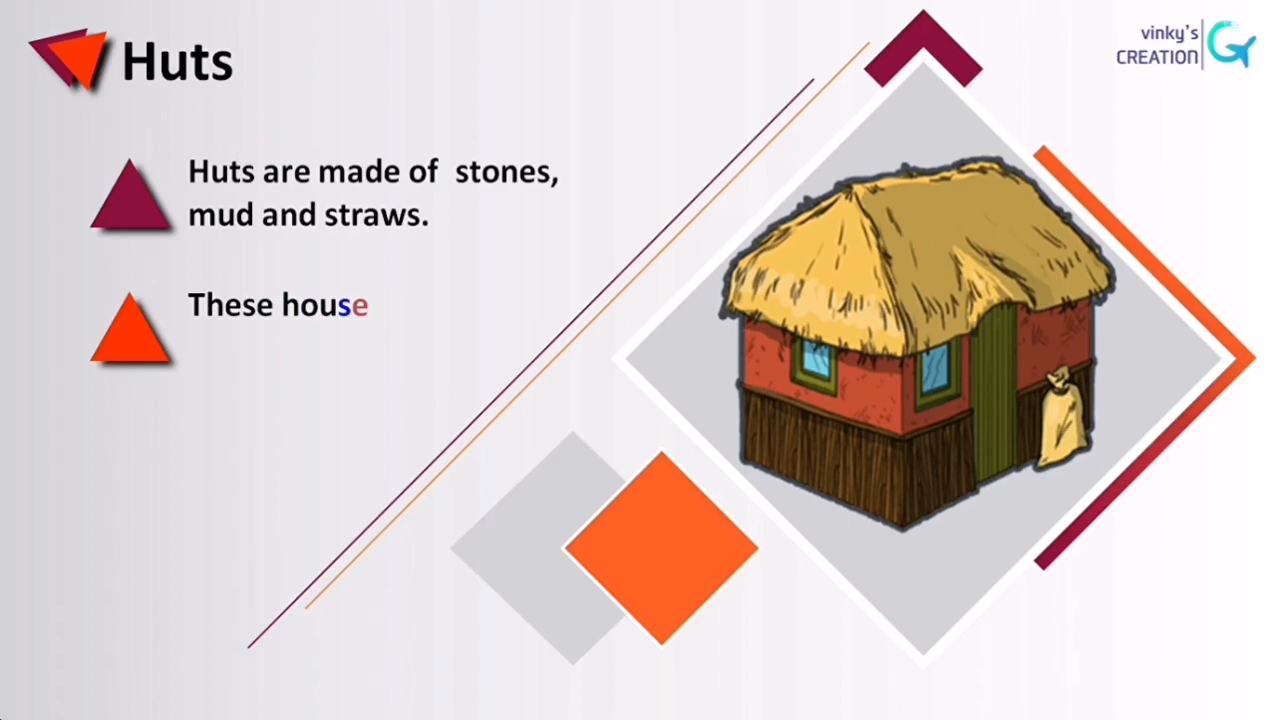 Huts
vinky's
CREATION
Huts are made of  stones,
mud and straws.
These house